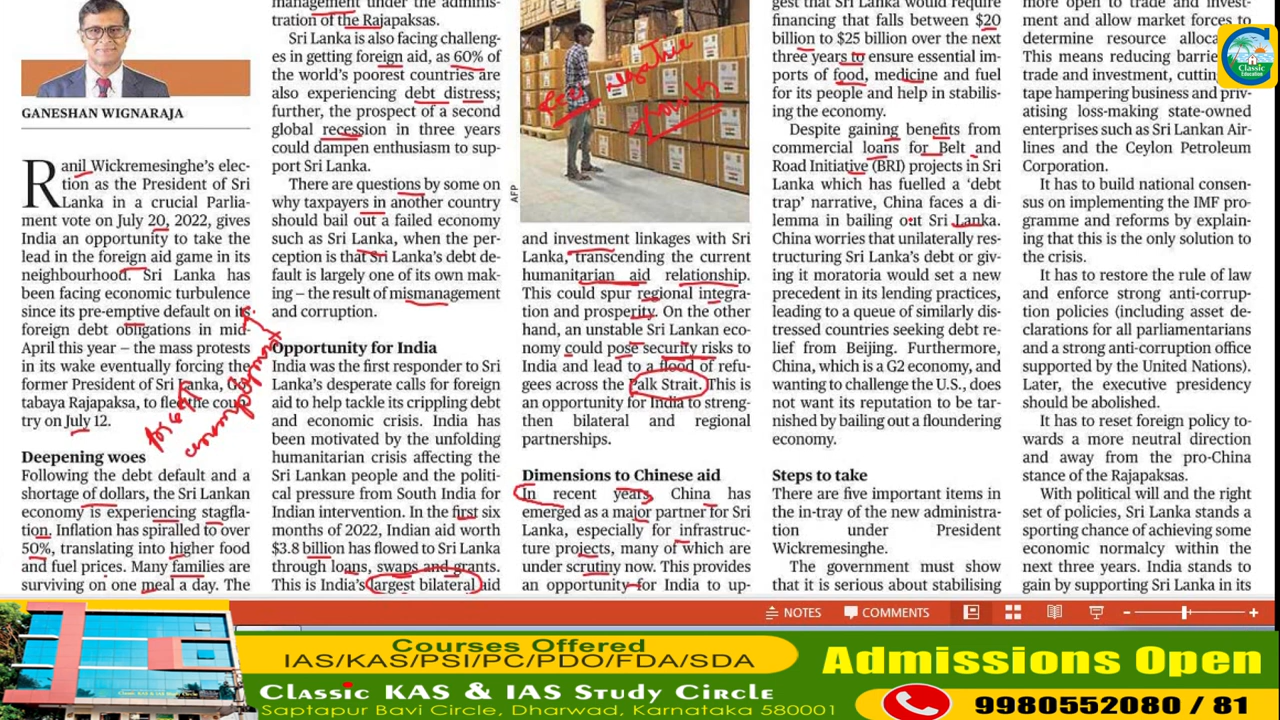 GANESHAN WIGNARAJA
Ranil Wickremesinghe's elec-
tion as the President of Sri
Lanka in a crucial Parlia-
ment vote on July 20, 2022, gives
India an opportunity to take the
lead in the foreign aid game in its
neighbourhood. Sri Lanka has
been facing economic turbulence
since its pre-emptive default on its
foreign debt obligations in mid-
April this year – the mass protests
in its wake eventually forcing the
former President of Sri Lanka, Go-
tabaya Rajapaksa, to flee the coun-
try on July 12.
Deepening woes
Following the debt default and a
shortage of dollars, the Sri Lankan
economy is experiencing stagfla-
tion. Inflation has spiralled to over
50%, translating into higher food
and fuel prices. Many families are
surviving on one meal a day. The
management under the adminis-
tration of the Rajapaksas.
Sri Lanka is also facing challeng-
es in getting foreign aid, as 60% of
the world's poorest countries are
also experiencing debt distress;
further, the prospect of a second
global recession in three years
could dampen enthusiasm to sup-
port Sri Lanka.
There are questions by some on
why taxpayers in another country
should bail out a failed economy
such as Sri Lanka, when the per-
ception is that Sri Lanka's debt de-
fault is largely one of its own mak-
ing – the result of mismanagement
and corruption.
Opportunity for India
India was the first responder to Sri
Lanka's desperate calls for foreign
aid to help tackle its crippling debt
and economic crisis. India has
been motivated by the unfolding
humanitarian crisis affecting the
Sri Lankan people and the politi-
cal pressure from South India for
Indian intervention. In the first six
months of 2022, Indian aid worth
$3.8 billion has flowed to Sri Lanka
through loans, swaps and grants.
This is India's largest bilateral aid
AFP
and investment linkages with Sri
Lanka, transcending the current
humanitarian aid relationship.
This could spur regional integra-
tion and prosperity. On the other
hand, an unstable Sri Lankan eco-
nomy could pose security risks to
India and lead to a flood of refu-
gees across the Palk Strait. This is
an opportunity for India to streng-
then bilateral and regional
partnerships.
Dimensions to Chinese aid
In recent years, China has
emerged as a major partner for Sri
Lanka, especially for infrastruc-
ture projects, many of which are
under scrutiny now. This provides
an opportunity for India to up-
gest that Sri Lanka would require
financing that falls between $20
billion to $25 billion over the next
three years to ensure essential im-
ports of food, medicine and fuel
for its people and help in stabilis-
ing the economy.
Despite gaining benefits from
commercial loans for Belt and
Road Initiative (BRI) projects in Sri
Lanka which has fuelled a 'debt
trap' narrative, China faces a di-
lemma in bailing out Sri Lanka.
China worries that unilaterally res-
tructuring Sri Lanka's debt or giv-
ing it moratoria would set a new
precedent in its lending practices,
leading to a queue of similarly dis-
tressed countries seeking debt re-
lief from Beijing. Furthermore,
China, which is a G2 economy, and
wanting to challenge the U.S., does
not want its reputation to be tar-
nished by bailing out a floundering
economy.
Steps to take
There are five important items in
the in-tray of the new administra-
tion under President
Wickremesinghe.
The government must show
that it is serious about stabilising
more open to trade and invest-
ment and allow market forces to
determine resource
This means reducing
trade and investment,
tape hampering business and priv-
atising loss-making state-owned
enterprises such as Sri Lankan Air-
lines and the Ceylon Petroleum
Corporation.
It has to build national consen-
sus on implementing the IMF pro-
gramme and reforms by explain-
ing that this is the only solution to
the crisis.
It has to restore the rule of law
and enforce strong anti-corrup-
tion policies (including asset de-
clarations for all parliamentarians
and a strong anti-corruption office
supported by the United Nations).
Later, the executive presidency
should be abolished.
It has to reset foreign policy to-
wards a more neutral direction
and away from the pro-China
stance of the Rajapaksas.
With political will and the right
set of policies, Sri Lanka stands a
sporting chance of achieving some
economic normalcy within the
next three years. India stands to
gain by supporting Sri Lanka in its
Classic
Education
NOTES
COMMENTS
Courses Offered
IAS/KAS/PSI/PC/PDO/FDA/SDA
Classic KAS & IAS Study Circle
Saptapur Bavi Circle, Dharwad, Karnataka 580001
Admissions Open
9980552080 / 81